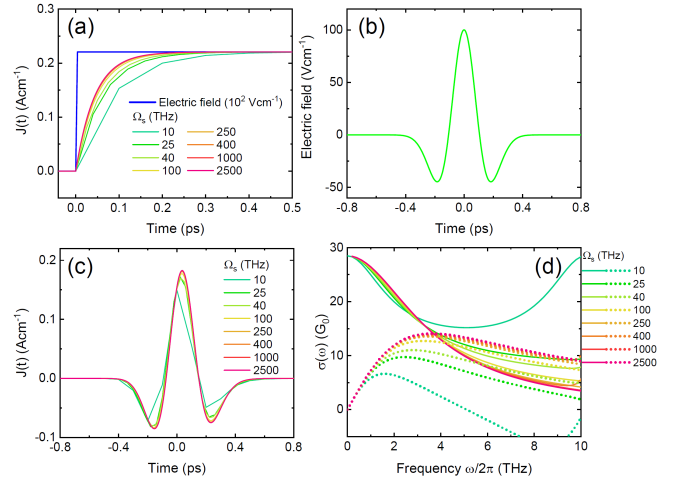 (a)
J(t) (Acm⁻¹)
0.3
0.2
0.1
0.0
Electric field (10² Vcm⁻¹)
Ωₛ (THz)
10 250
25 400
40 1000
100 2500
0.0 0.1 0.2 0.3 0.4 0.5
Time (ps)
(b)
Electric field (Vcm⁻¹)
100
50
0
-50
-0.8 -0.4 0.0 0.4 0.8
Time (ps)
(c)
J(t) (Acm⁻¹)
0.2
0.1
0.0
-0.1
Ωₛ
(THz)
10
25
40
100
250
400
1000
2500
-0.8 -0.4 0.0 0.4 0.8
Time (ps)
(d)
σ(ω) (G₀)
30
25
20
15
10
5
0
-5
Ωₛ (THz)
10
25
40
100
250
400
1000
2500
0 2 4 6 8 10
Frequency ω/2π (THz)